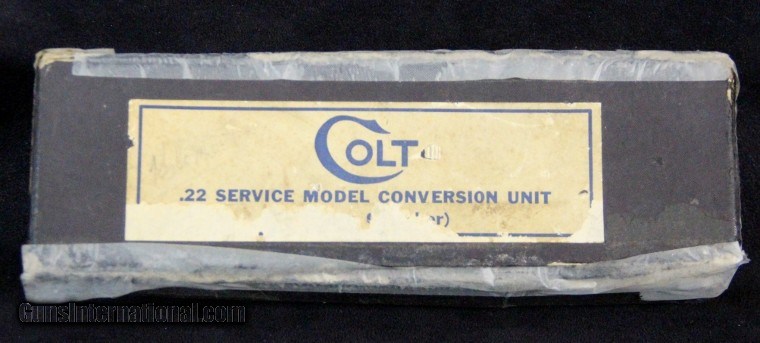 COLT
.22 SERVICE MODEL CONVERSION UNIT
GunsInternational.com